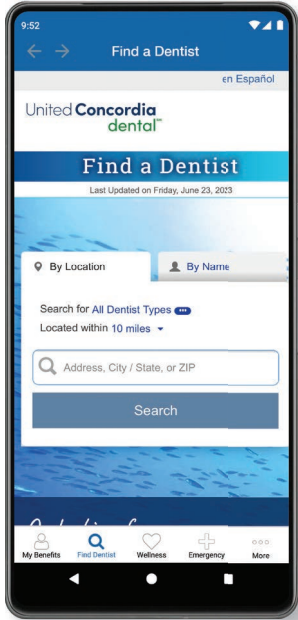 9:52
Find a Dentist
en Español
United Concordia
dental℠
Find a Dentist
Last Updated on Friday, June 23, 2023
By Location
By Name
Search for All Dentist Types
Located within 10 miles
Address, City / State, or ZIP
Search
My Benefits
Find Dentist
Wellness
Emergency
More